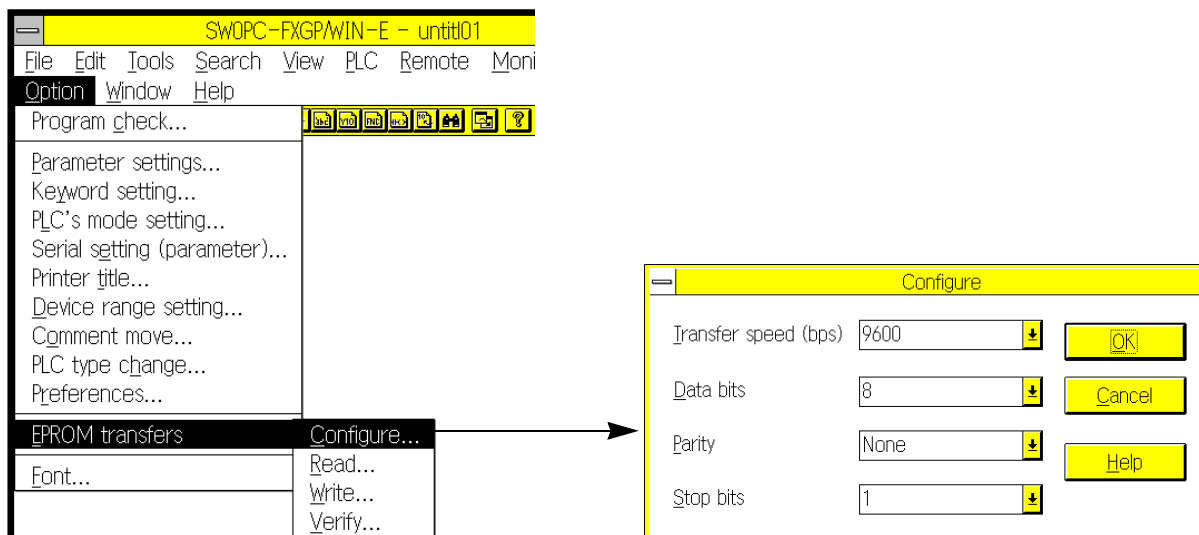 SW0PC-FXGP/WIN-E - untitl01
File Edit Tools Search View PLC Remote Moni
Option Window Help
Program check...
Parameter settings...
Keyword setting...
PLC's mode setting...
Serial setting (parameter)...
Printer title...
Device range setting...
Comment move...
PLC type change...
Preferences...
EPROM transfers
Font...
Configure...
Read...
Write...
Verify...
Configure
Transfer speed (bps) 9600 OK
Data bits 8 Cancel
Parity None Help
Stop bits 1